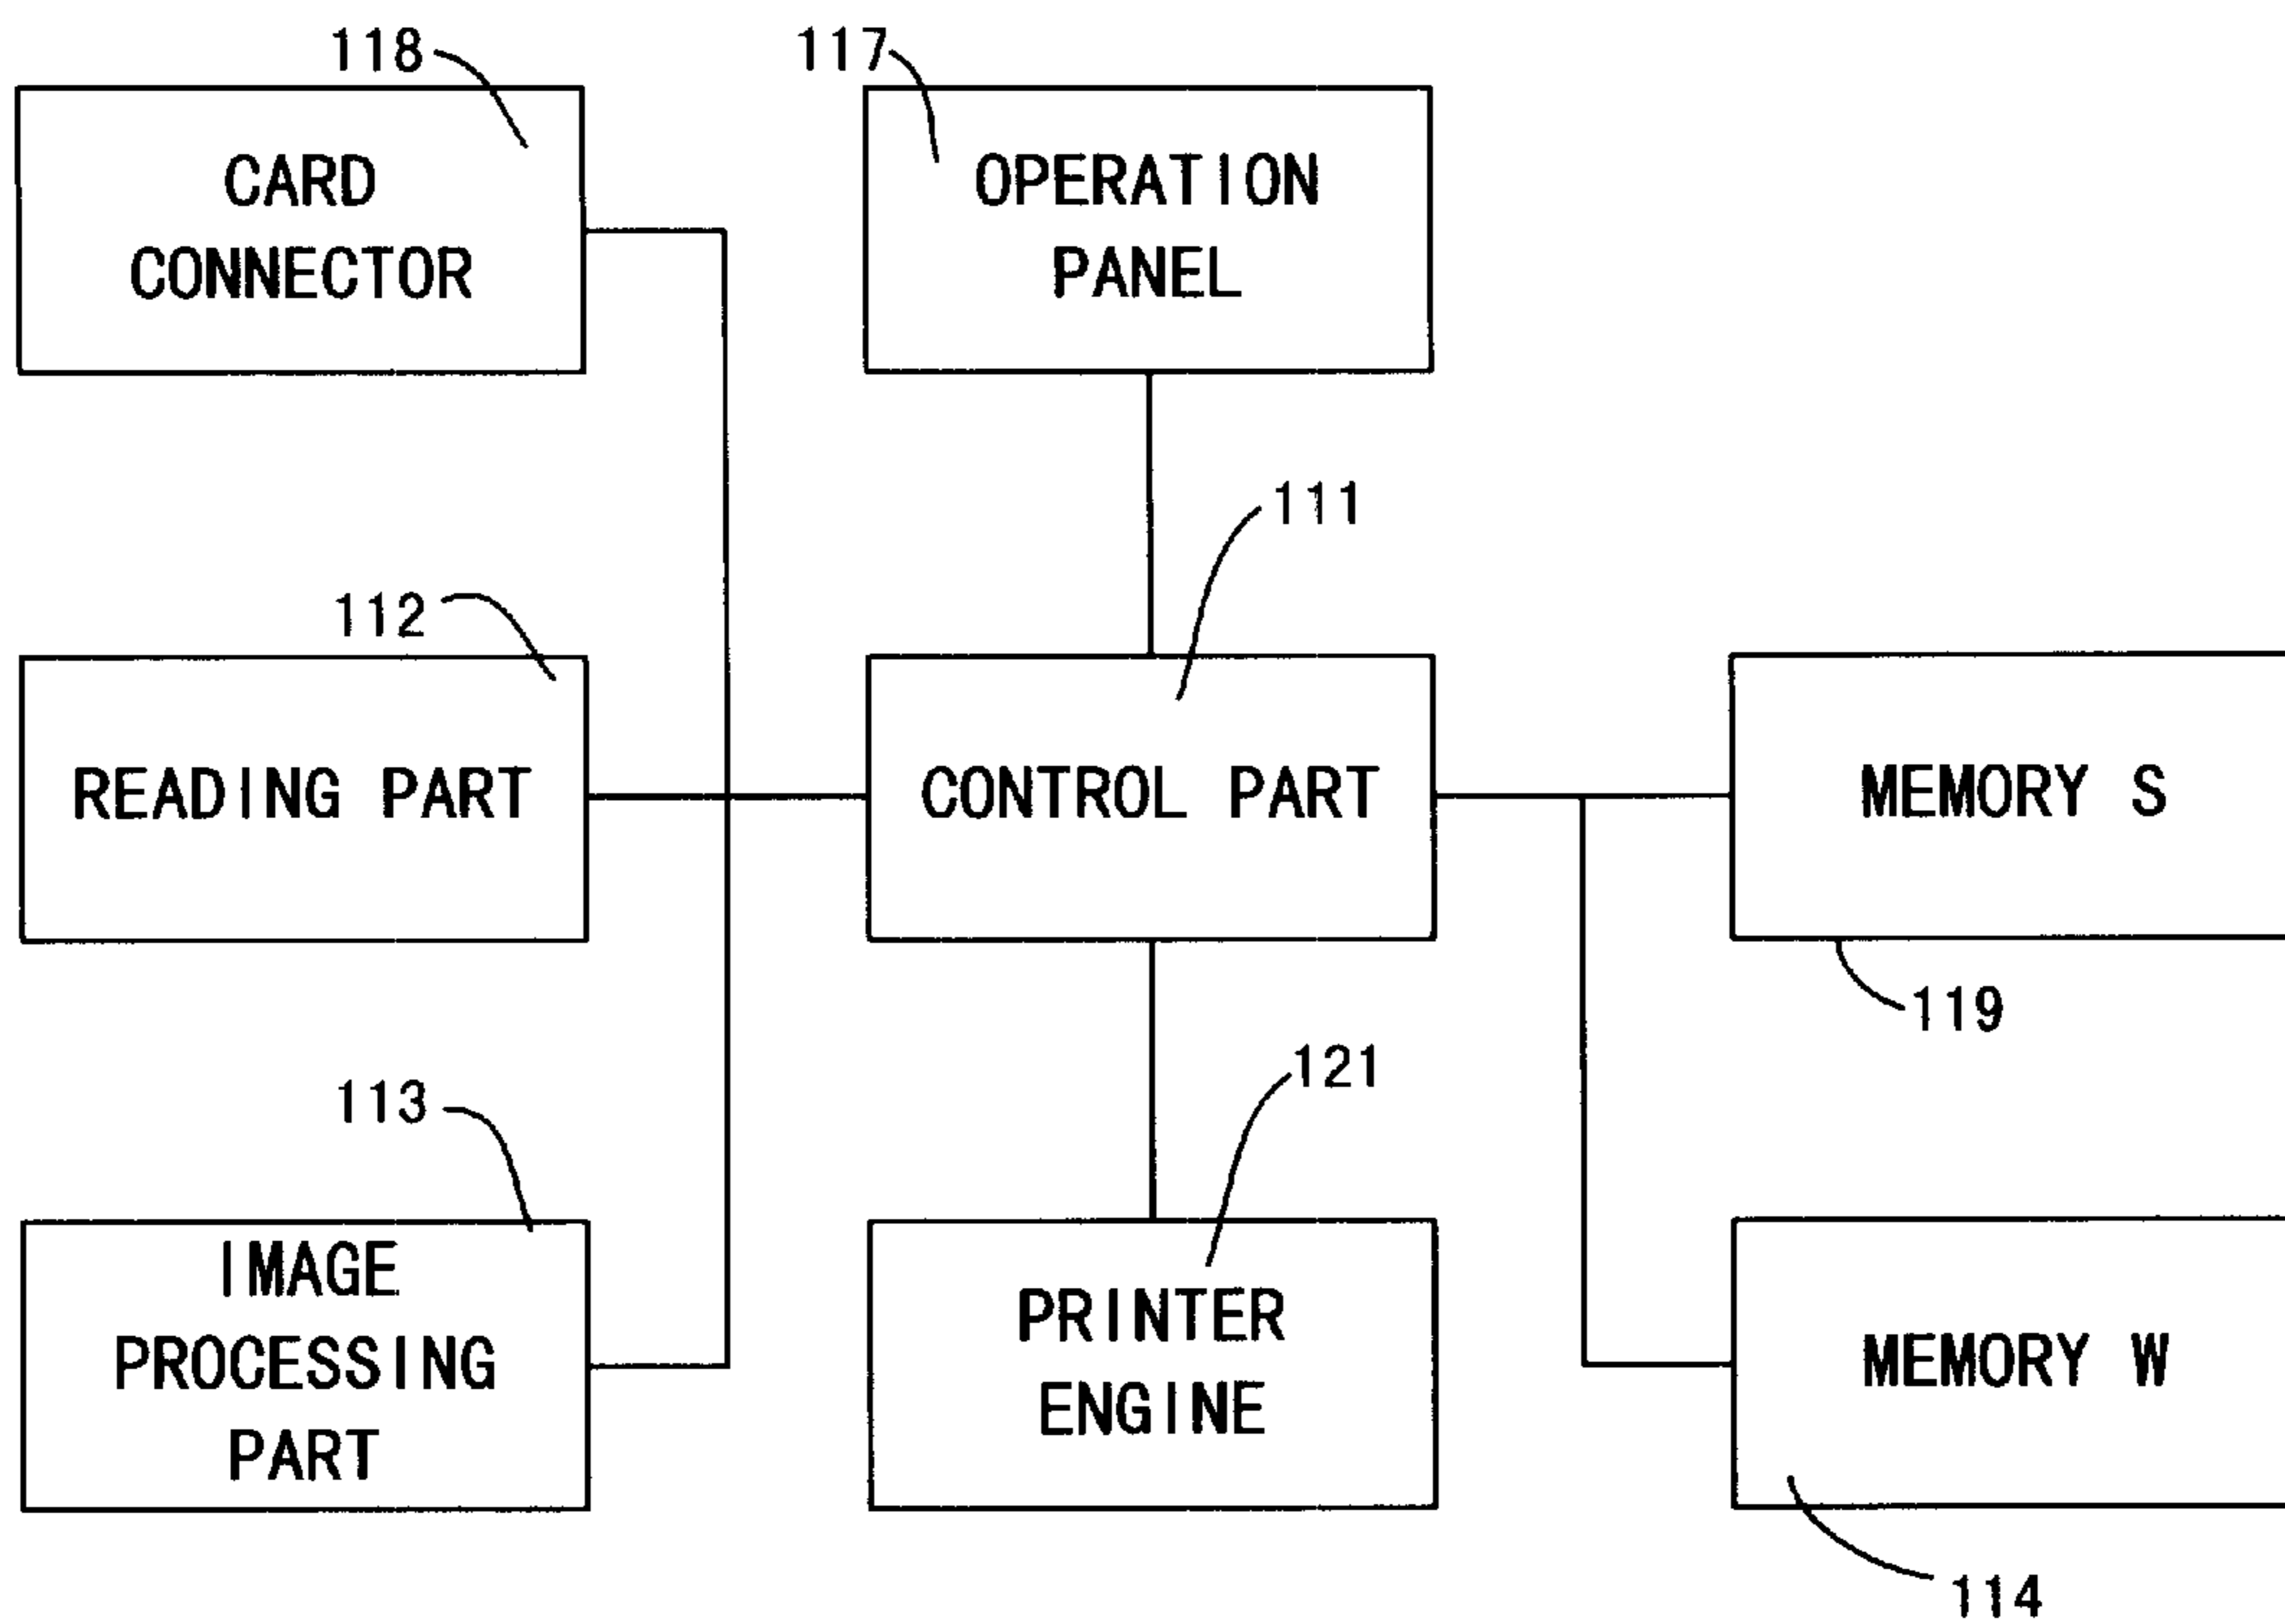 118
CARD
CONNECTOR
117
OPERATION
PANEL
112
READING PART
111
CONTROL PART
MEMORY S
119
113
IMAGE
PROCESSING
PART
121
PRINTER
ENGINE
MEMORY W
114